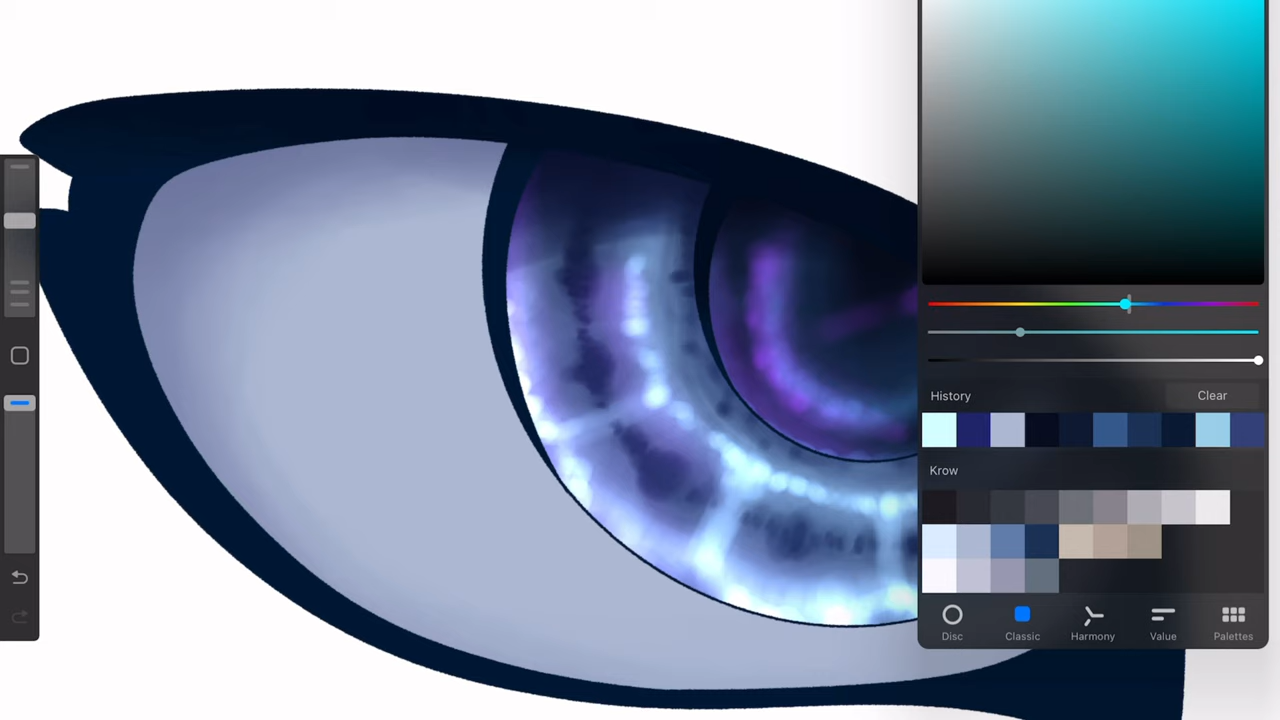 History
Clear
Krow
Disc
Classic
Harmony
Value
Palettes